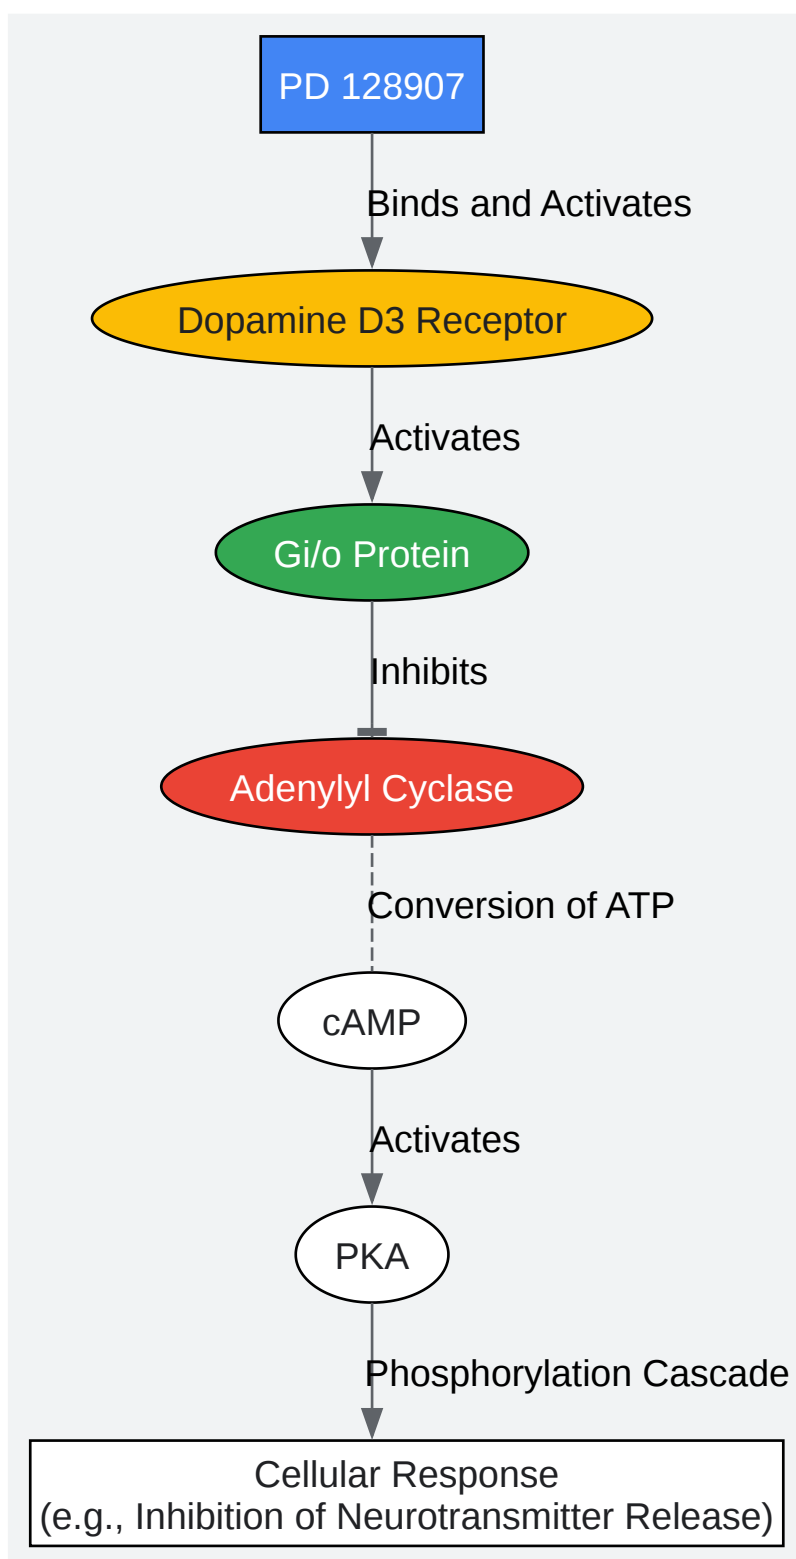 PD 128907
Binds and Activates
Dopamine D3 Receptor
Activates
Gi/o Protein
Inhibits
Adenylyl Cyclase
Conversion of ATP
cAMP
Activates
PKA
Phosphorylation Cascade
Cellular Response
(e.g., Inhibition of Neurotransmitter Release)